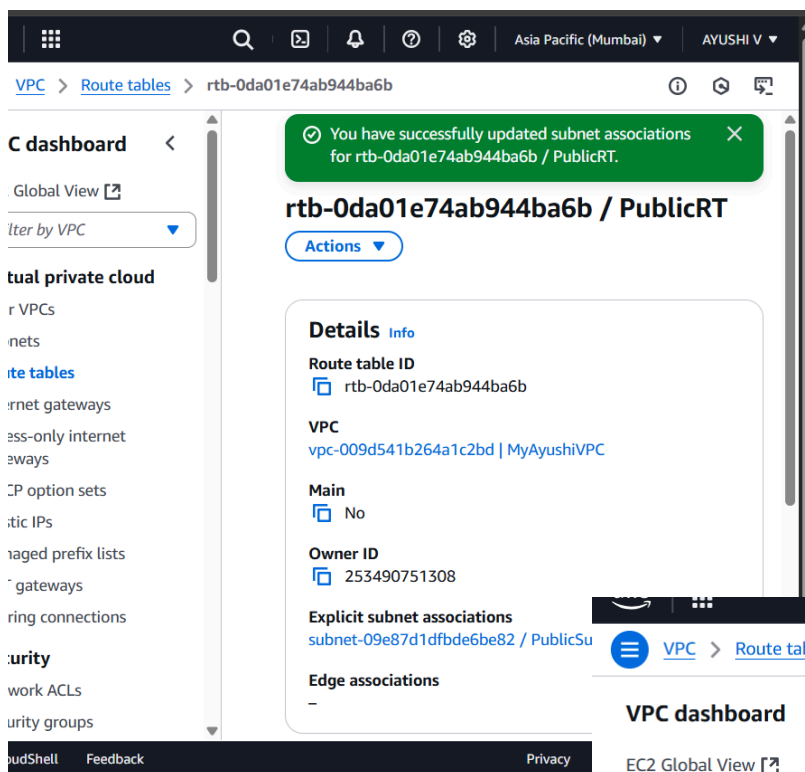 Asia Pacific (Mumbai)
AYUSHI V
VPC > Route tables > rtb-0da01e74ab944ba6b
C dashboard
Global View
lter by VPC
tual private cloud
r VPCs
nets
te tables
ernet gateways
ess-only internet
eways
CP option sets
stic IPs
naged prefix lists
gateways
ring connections
urity
work ACLs
urity groups
You have successfully updated subnet associations
for rtb-0da01e74ab944ba6b / PublicRT.
rtb-0da01e74ab944ba6b / PublicRT
Actions
Details Info
Route table ID
rtb-0da01e74ab944ba6b
VPC
vpc-009d541b264a1c2bd | MyAyushiVPC
Main
No
Owner ID
253490751308
Explicit subnet associations
subnet-09e87d1dfbde6be82 / PublicSu
Edge associations
–
oudShell Feedback
Privacy
VPC > Route tal
VPC dashboard
EC2 Global View